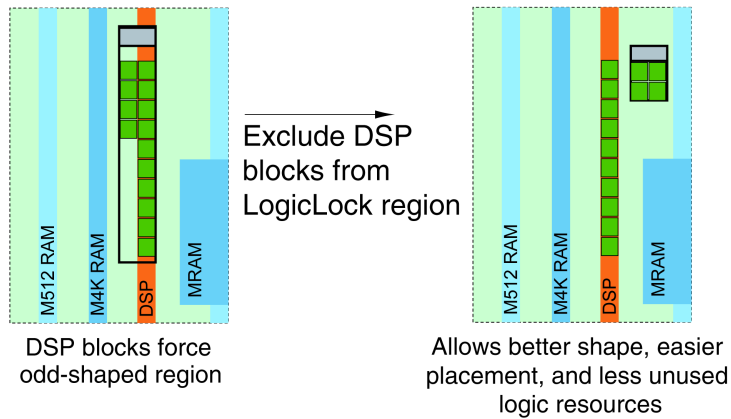 M512 RAM
M4K RAM
DSP
MRAM
DSP blocks force
odd-shaped region
Exclude DSP
blocks from
LogicLock region
M512 RAM
M4K RAM
DSP
MRAM
Allows better shape, easier
placement, and less unused
logic resources